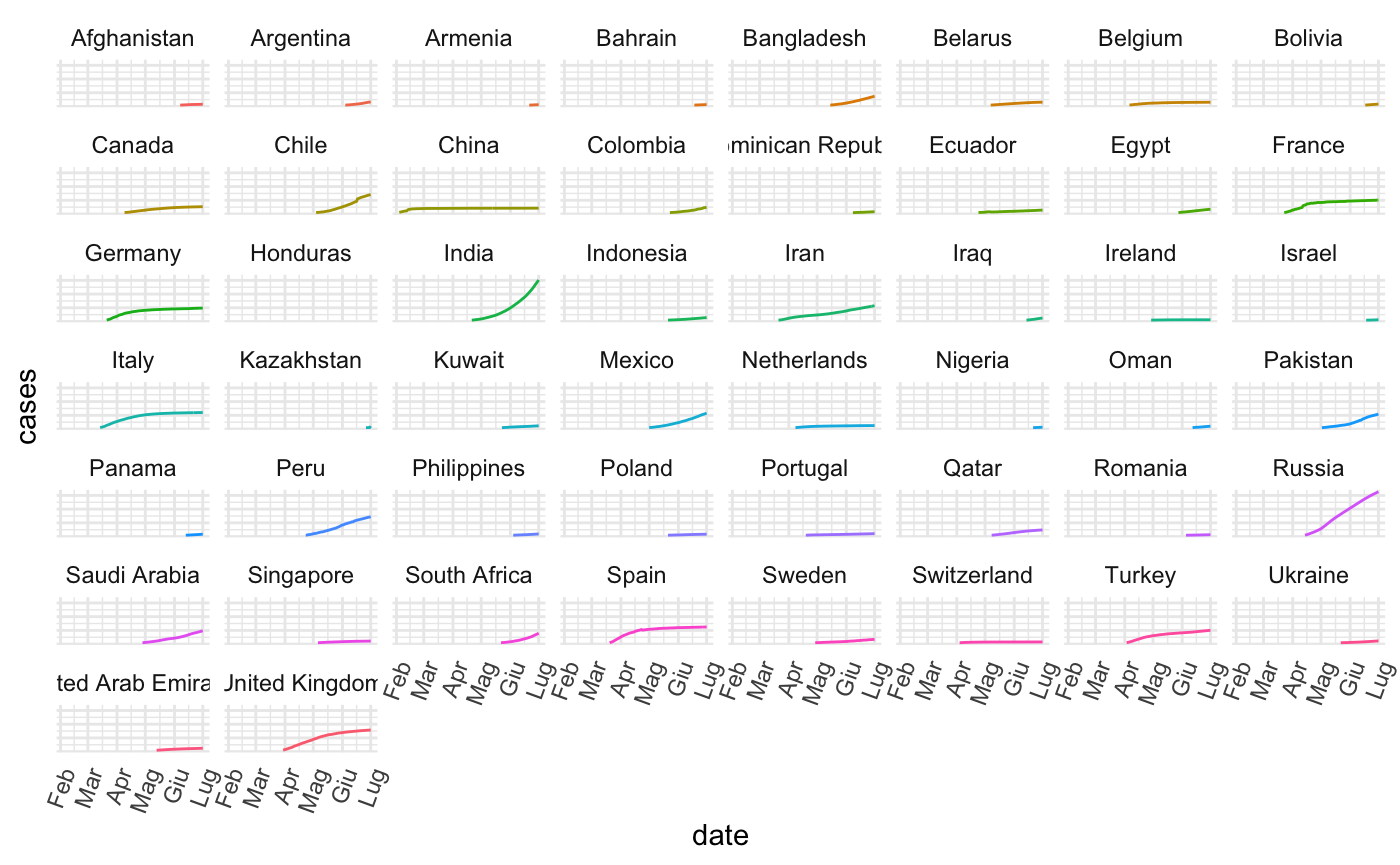 Afghanistan Argentina Armenia Bahrain Bangladesh Belarus Belgium Bolivia
Canada Chile China Colombia minican Repub Ecuador Egypt France
Germany Honduras India Indonesia Iran Iraq Ireland Israel
Italy Kazakhstan Kuwait Mexico Netherlands Nigeria Oman Pakistan
cases
Panama Peru Philippines Poland Portugal Qatar Romania Russia
Saudi Arabia Singapore South Africa Spain Sweden Switzerland Turkey Ukraine
Feb Mar Apr Mag Giu Lug Feb Mar Apr Mag Giu Lug Feb Mar Apr Mag Giu Lug Feb Mar Apr Mag Giu Lug Feb Mar Apr Mag Giu Lug Feb Mar Apr Mag Giu Lug
ted Arab Emira United Kingdom
Feb Mar Apr Mag Giu Lug Feb Mar Apr Mag Giu Lug
date